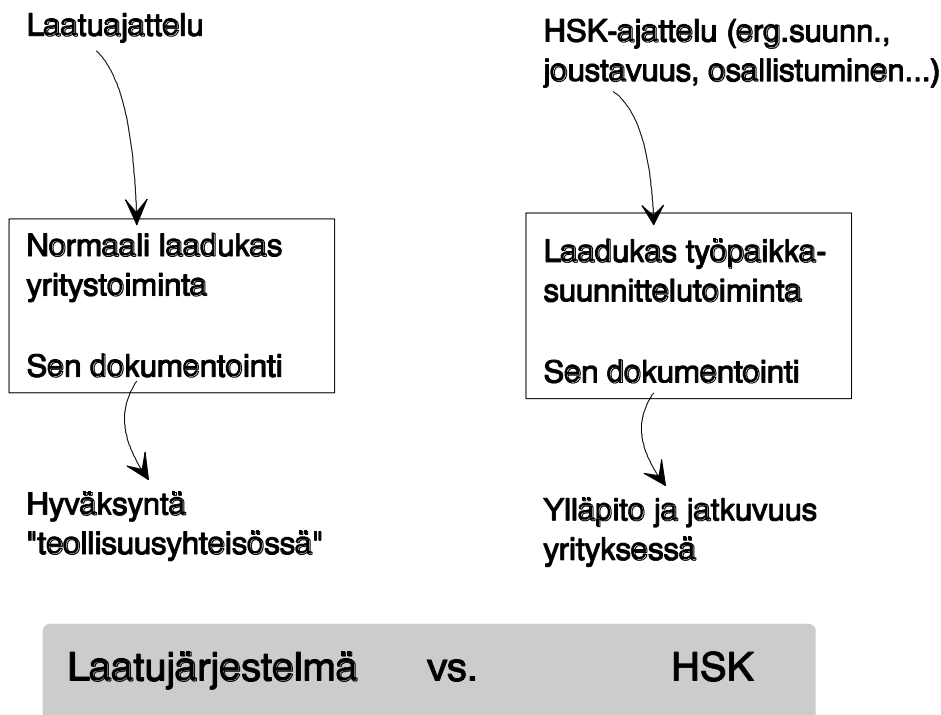 Laatuajattelu
Normaali laadukas
yritystoiminta
Sen dokumentointi
Hyväksyntä
"teollisuusyhteisössä"
HSK-ajattelu (erg.suunn.,
joustavuus, osallistuminen...)
Laadukas työpaikka-
suunnittelutoiminta
Sen dokumentointi
Ylläpito ja jatkuvuus
yrityksessä
Laatujärjestelmä vs. HSK